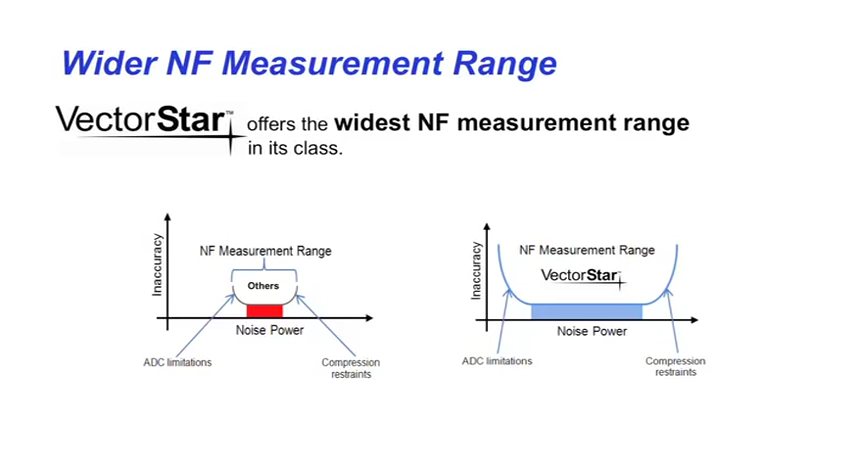 Wider NF Measurement Range
VectorStar™ offers the widest NF measurement range
in its class.
Inaccuracy
NF Measurement Range
Others
Noise Power
ADC limitations
Compression
restraints
Inaccuracy
NF Measurement Range
VectorStar
Noise Power
ADC limitations
Compression
restraints